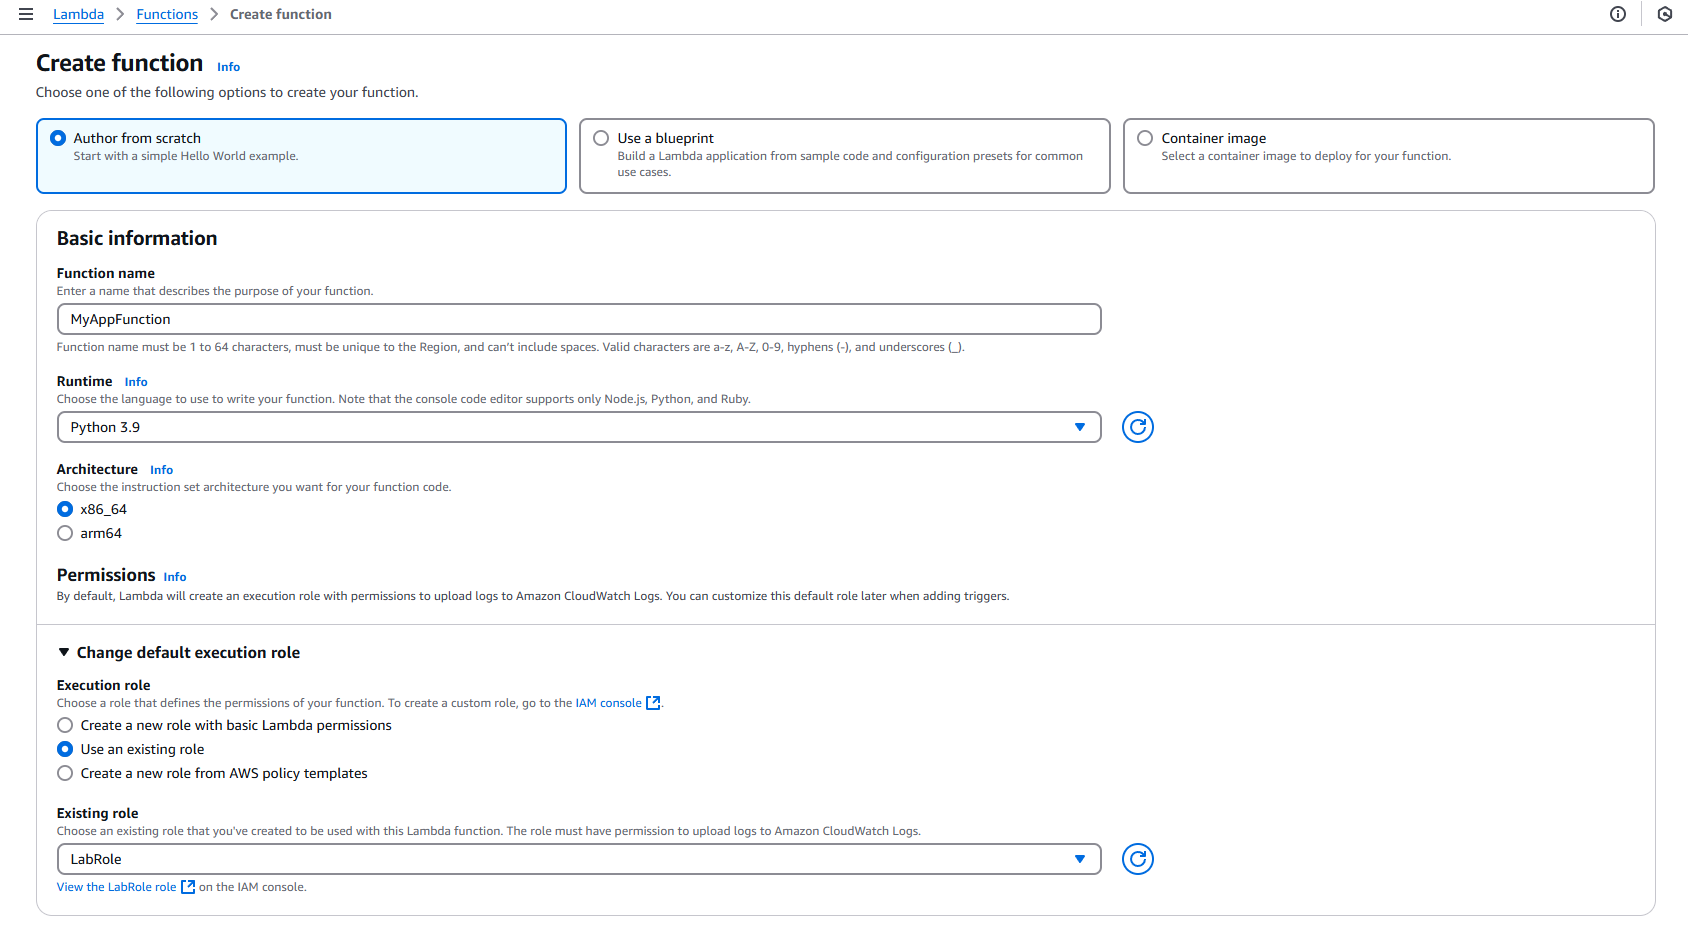 Lambda > Functions > Create function
Create function Info
Choose one of the following options to create your function.
Author from scratch
Start with a simple Hello World example.
Use a blueprint
Build a Lambda application from sample code and configuration presets for common
use cases.
Container image
Select a container image to deploy for your function.
Basic information
Function name
Enter a name that describes the purpose of your function.
MyAppFunction
Function name must be 1 to 64 characters, must be unique to the Region, and can't include spaces. Valid characters are a-z, A-Z, 0-9, hyphens (-), and underscores (_).
Runtime Info
Choose the language to use to write your function. Note that the console code editor supports only Node.js, Python, and Ruby.
Python 3.9
Architecture Info
Choose the instruction set architecture you want for your function code.
x86_64
arm64
Permissions Info
By default, Lambda will create an execution role with permissions to upload logs to Amazon CloudWatch Logs. You can customize this default role later when adding triggers.
Change default execution role
Execution role
Choose a role that defines the permissions of your function. To create a custom role, go to the IAM console.
Create a new role with basic Lambda permissions
Use an existing role
Create a new role from AWS policy templates
Existing role
Choose an existing role that you've created to be used with this Lambda function. The role must have permission to upload logs to Amazon CloudWatch Logs.
LabRole
View the LabRole role on the IAM console.